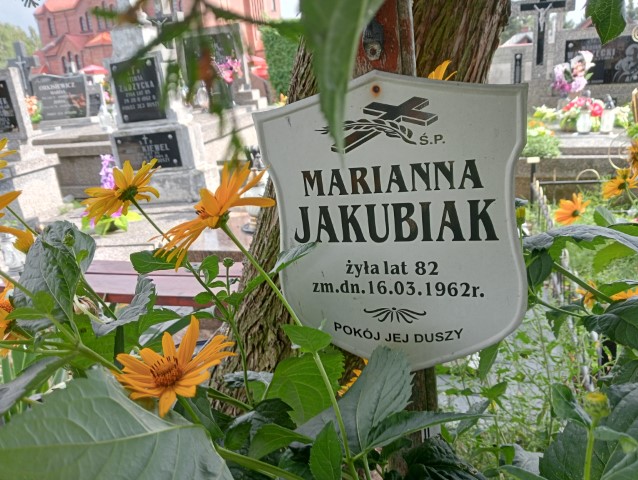 Ś.P.
MARIANNA
JAKUBIAK
żyła lat 82
zm.dn.16.03.1962r.
POKÓJ JEJ DUSZY